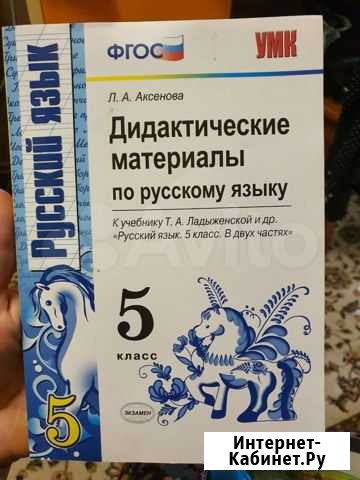 ФГОС
УМК
Л. А. Аксенова
Дидактические
материалы
по русскому языку
К учебнику Т. А. Ладыженской и др.
«Русский язык. 5 класс. В двух частях»
5
класс
ЭКЗАМЕН
Русский язык
5
Avito
Интернет-
Кабинет.Ру